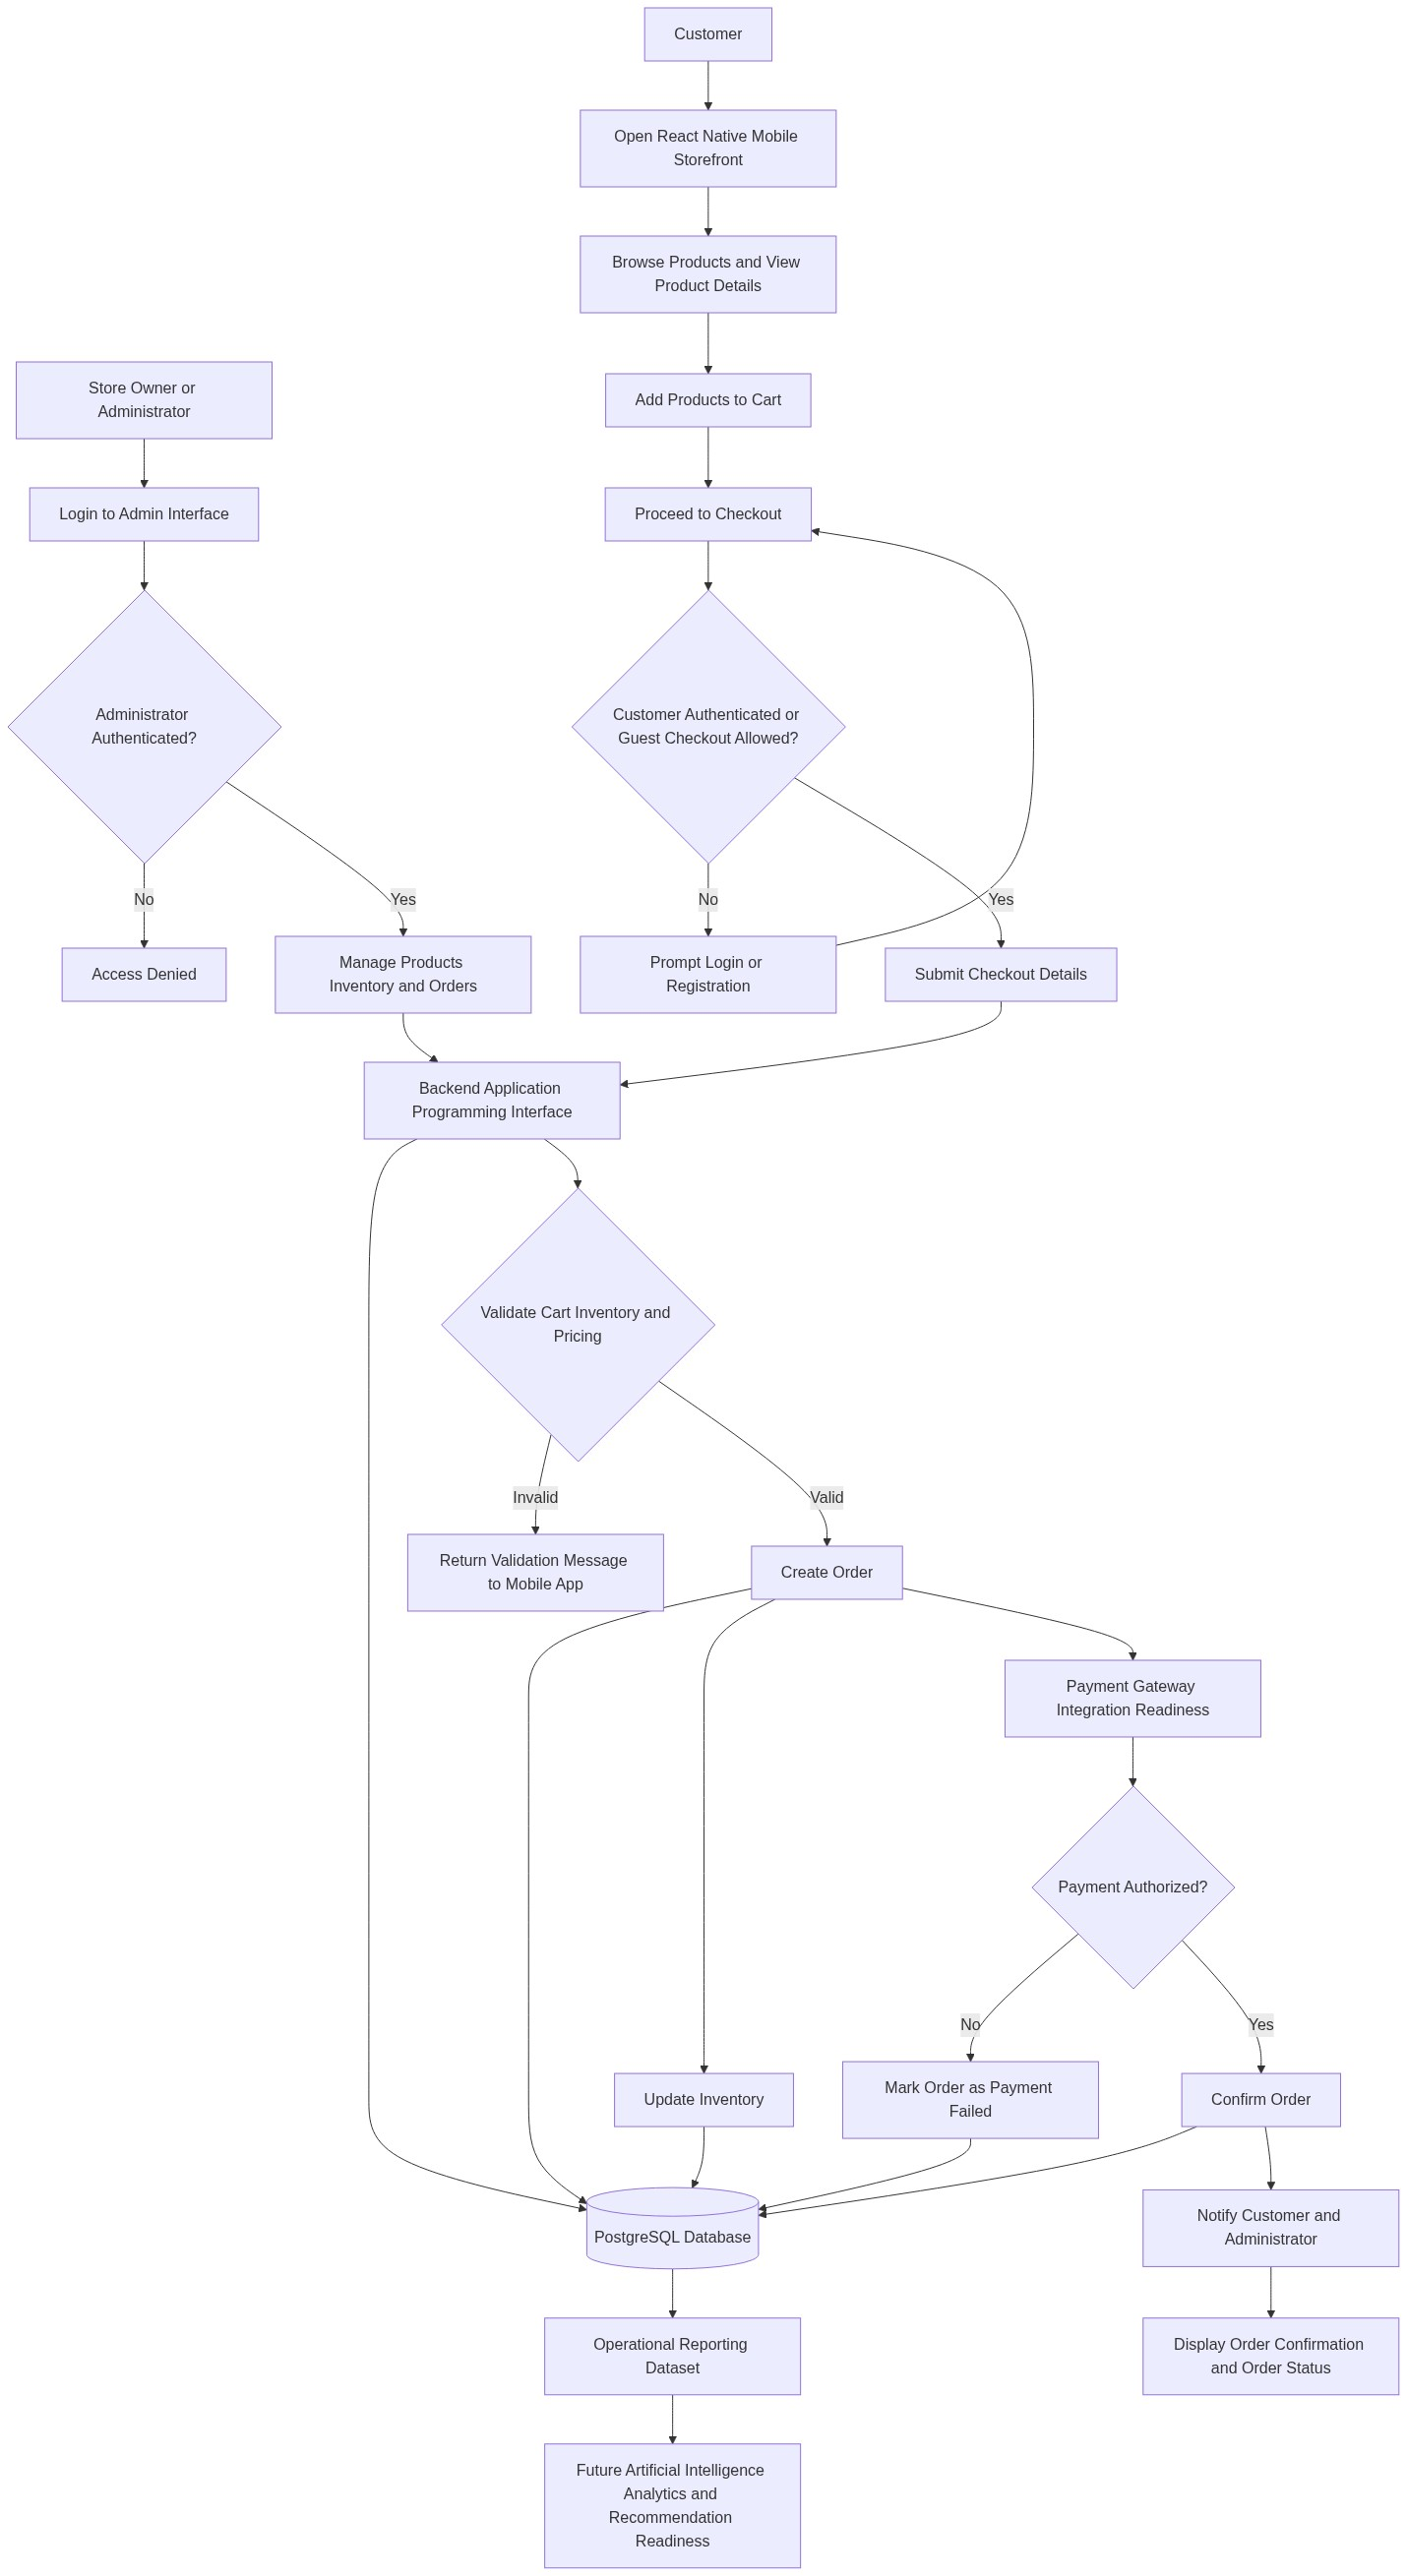 Customer
Open React Native Mobile
Storefront
Browse Products and View
Product Details
Store Owner or
Administrator
Add Products to Cart
Login to Admin Interface
Proceed to Checkout
Administrator
Authenticated?
Customer Authenticated or
Guest Checkout Allowed?
No
Yes
No
Yes
Access Denied
Manage Products
Inventory and Orders
Prompt Login or
Registration
Submit Checkout Details
Backend Application
Programming Interface
Validate Cart Inventory and
Pricing
Invalid
Valid
Return Validation Message
to Mobile App
Create Order
Payment Gateway
Integration Readiness
Payment Authorized?
No
Yes
Update Inventory
Mark Order as Payment
Failed
Confirm Order
PostgreSQL Database
Notify Customer and
Administrator
Operational Reporting
Dataset
Display Order Confirmation
and Order Status
Future Artificial Intelligence
Analytics and
Recommendation
Readiness